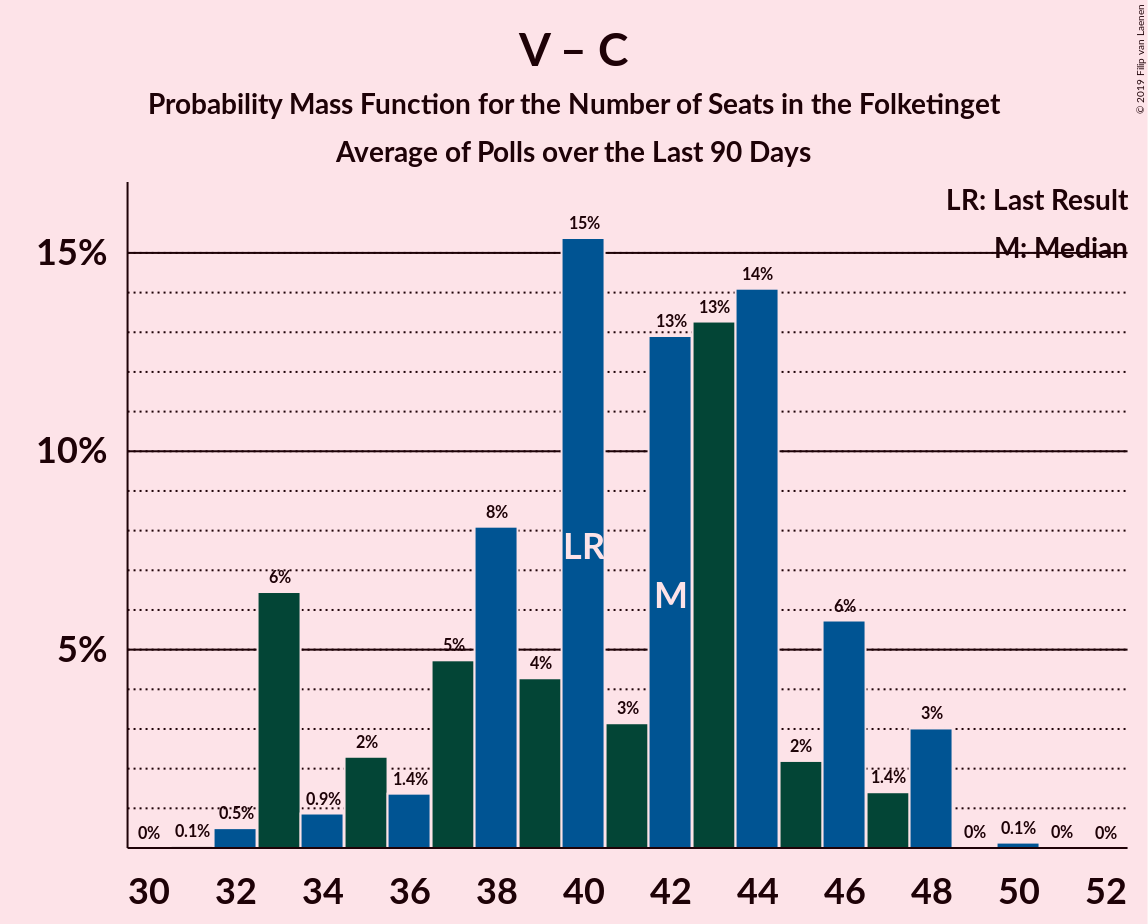 V – C
Probability Mass Function for the Number of Seats in the Folketinget
Average of Polls over the Last 90 Days
© 2019 Filip van Laenen
LR: Last Result
M: Median
15%
10%
5%
0%
0.1%
0.5%
6%
0.9%
2%
1.4%
5%
8%
4%
15%
3%
13%
13%
14%
2%
6%
1.4%
3%
0%
0.1%
0%
0%
LR
M
30 32 34 36 38 40 42 44 46 48 50 52